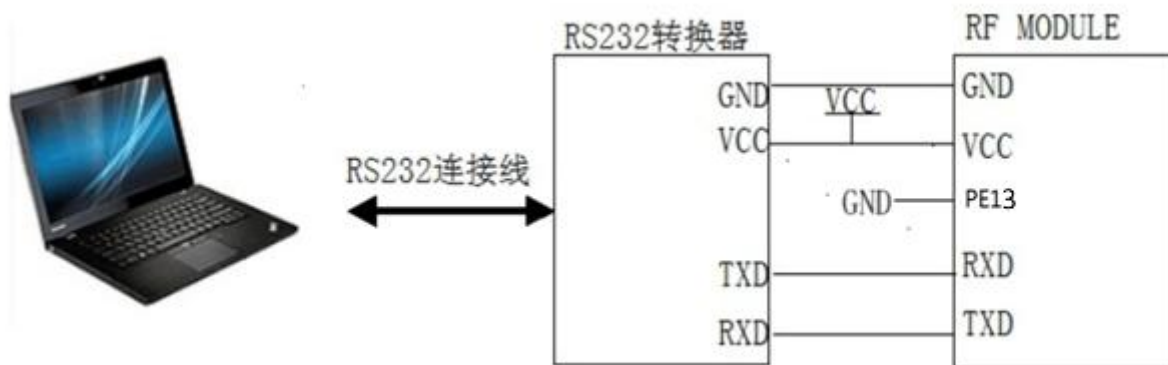 RS232转换器
RF MODULE
GND
VCC
GND
VCC
VCC
RS232连接线
GND
PE13
TXD
RXD
RXD
TXD